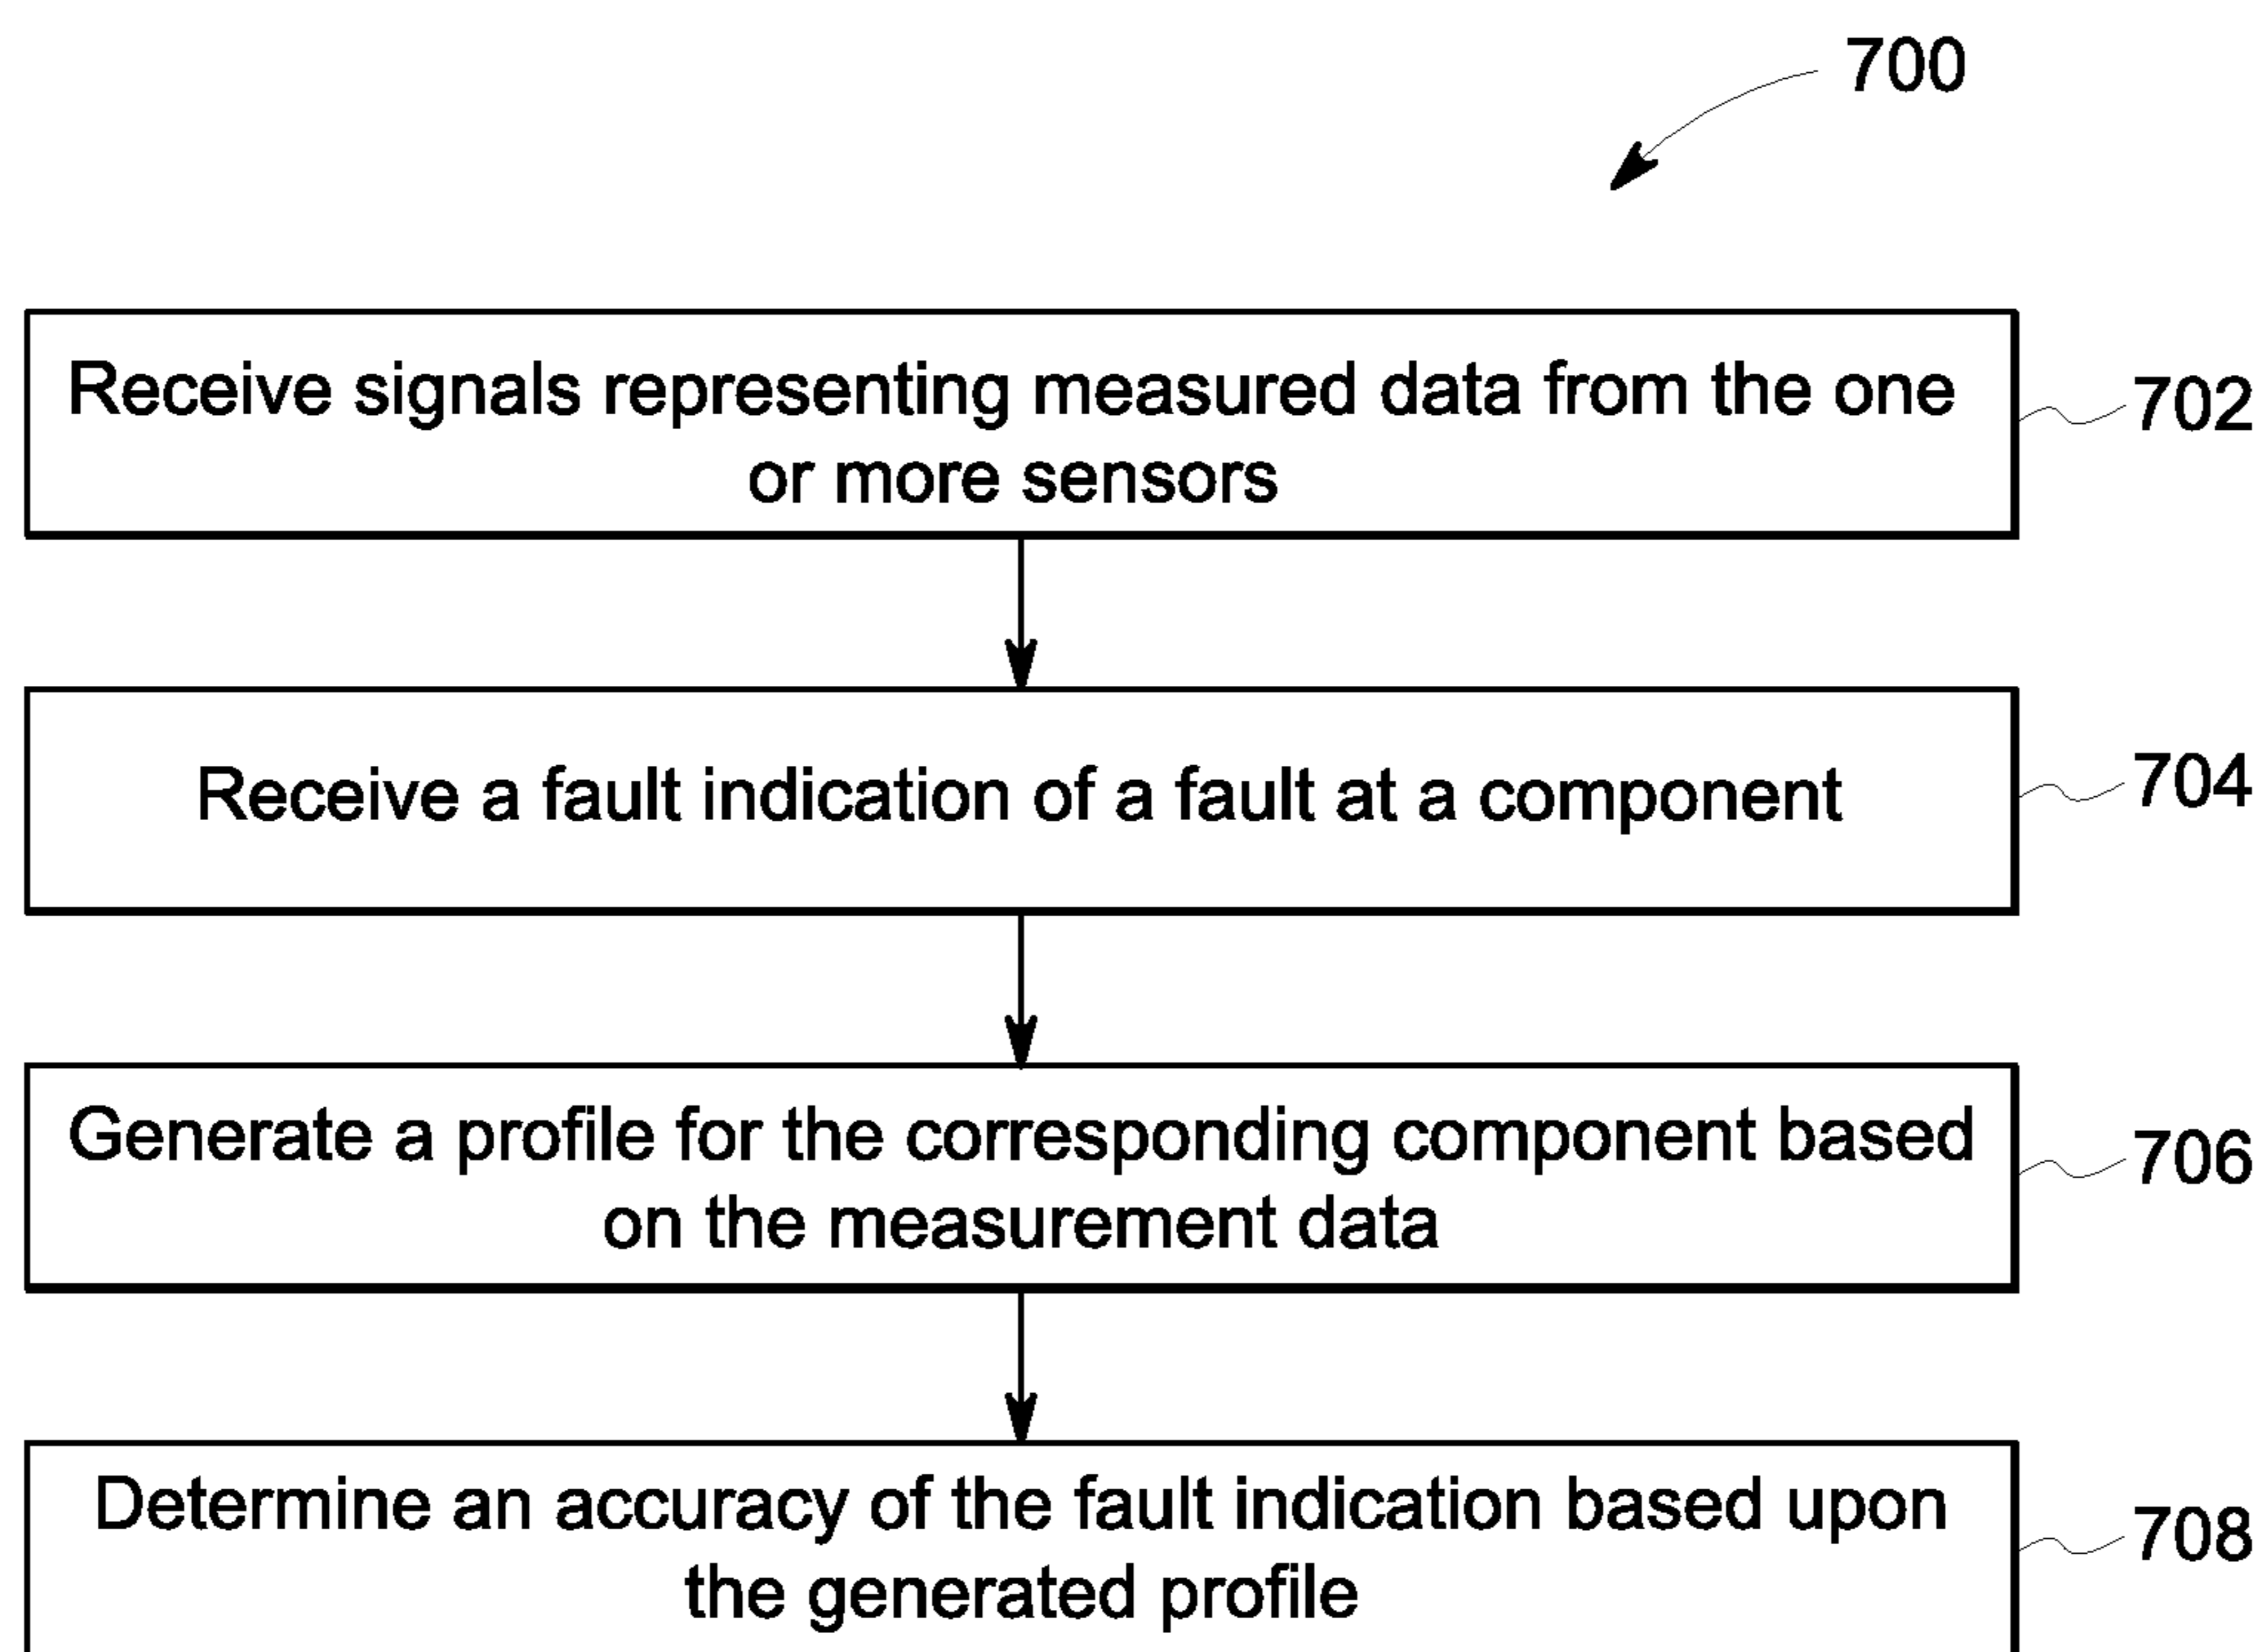 700
Receive signals representing measured data from the one
or more sensors
702
Receive a fault indication of a fault at a component
704
Generate a profile for the corresponding component based
on the measurement data
706
Determine an accuracy of the fault indication based upon
the generated profile
708